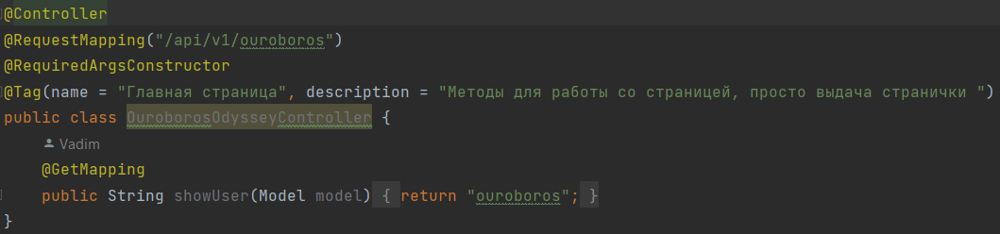 @Controller
@RequestMapping("/api/v1/ouroboros")
@RequiredArgsConstructor
@Tag(name = "Главная страница", description = "Методы для работы со страницей, просто выдача странички ")
public class OuroborosOdysseyController {
Vadim
@GetMapping
public String showUser(Model model) { return "ouroboros"; }
}